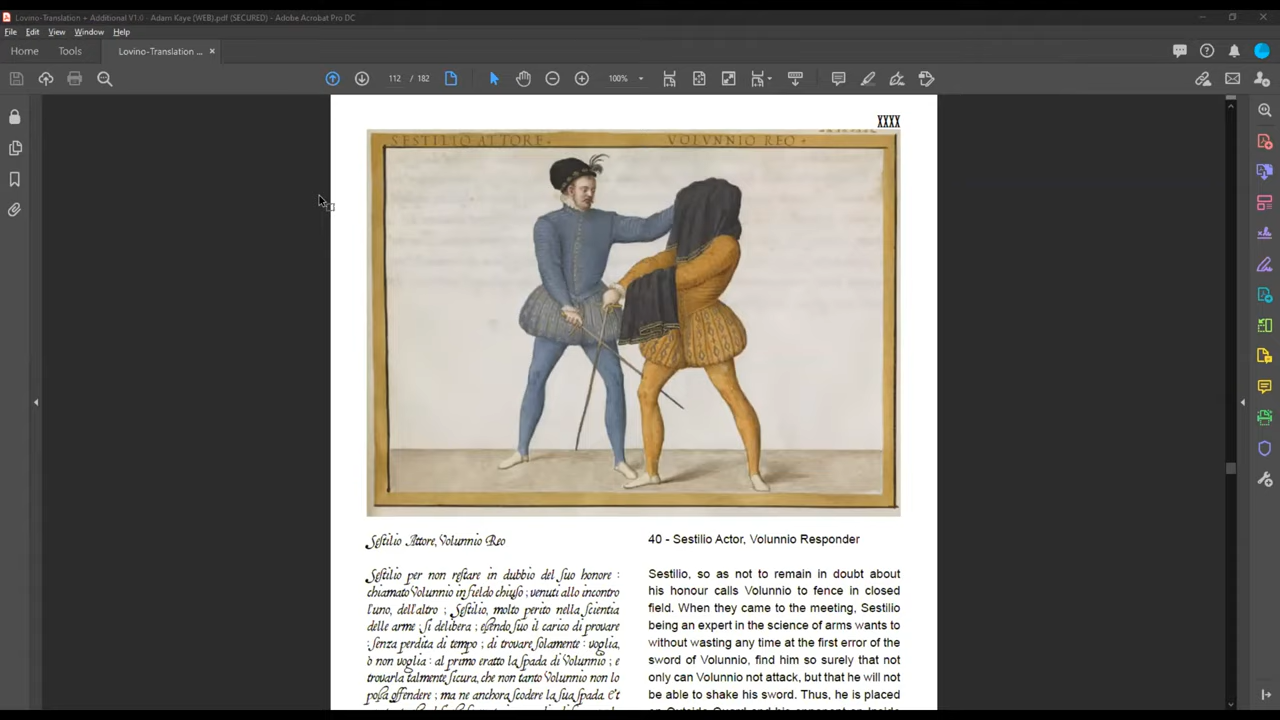 Lovino-Translation + Additional V1.0 - Adam Kaye (WEB).pdf (SECURED) - Adobe Acrobat Pro DC
File Edit View Window Help
Home Tools Lovino-Translation ... ×
112 / 182 100%
XXXX
SESTILIO ATTORE · VOLVNNIO REO ·
Sestilio Attore, Volunnio Reo
40 - Sestilio Actor, Volunnio Responder
Sestilio per non restare in dubbio del suo honore :
chiamato Volunnio in sieldo chiuso ; venuti allo incontro
l'uno, dell'altro ; Sestilio, molto perito nella scientia
delle arme ; si delibera ; essendo suo il carico di provare
senza perdita di tempo ; di trovare solamente : voglia,
ò non voglia : al primo eratto la spada di Volunnio ; e
trovarla talmente sicura, che non tanto Volunnio non lo
possa offendere ; ma ne anchora scodere la sua spada Et
Sestilio, so as not to remain in doubt about
his honour calls Volunnio to fence in closed
field. When they came to the meeting, Sestilio
being an expert in the science of arms wants to
without wasting any time at the first error of the
sword of Volunnio, find him so surely that not
only can Volunnio not attack, but that he will not
be able to shake his sword. Thus, he is placed